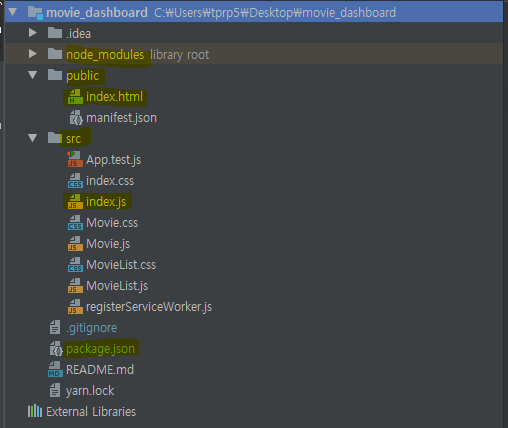 movie_dashboard C:₩Users₩tprp5₩Desktop₩movie_dashboard
.idea
node_modules library root
public
index.html
manifest.json
src
App.test.js
index.css
index.js
Movie.css
Movie.js
MovieList.css
MovieList.js
registerServiceWorker.js
.gitignore
package.json
README.md
yarn.lock
External Libraries